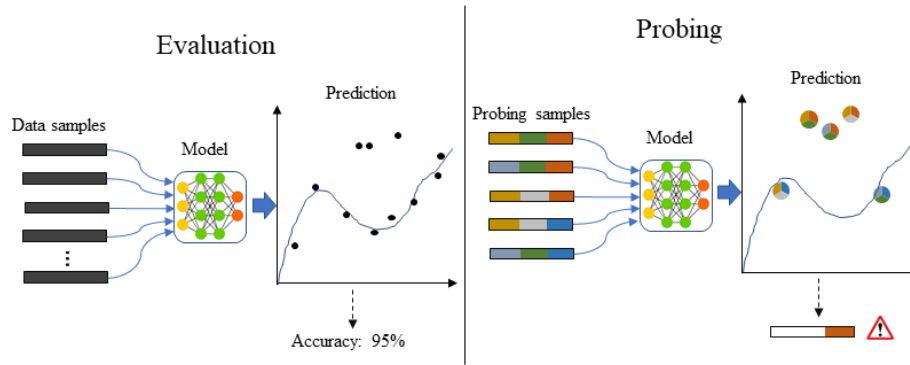 Evaluation
Data samples
Model
Prediction
Accuracy: 95%
Probing
Probing samples
Model
Prediction